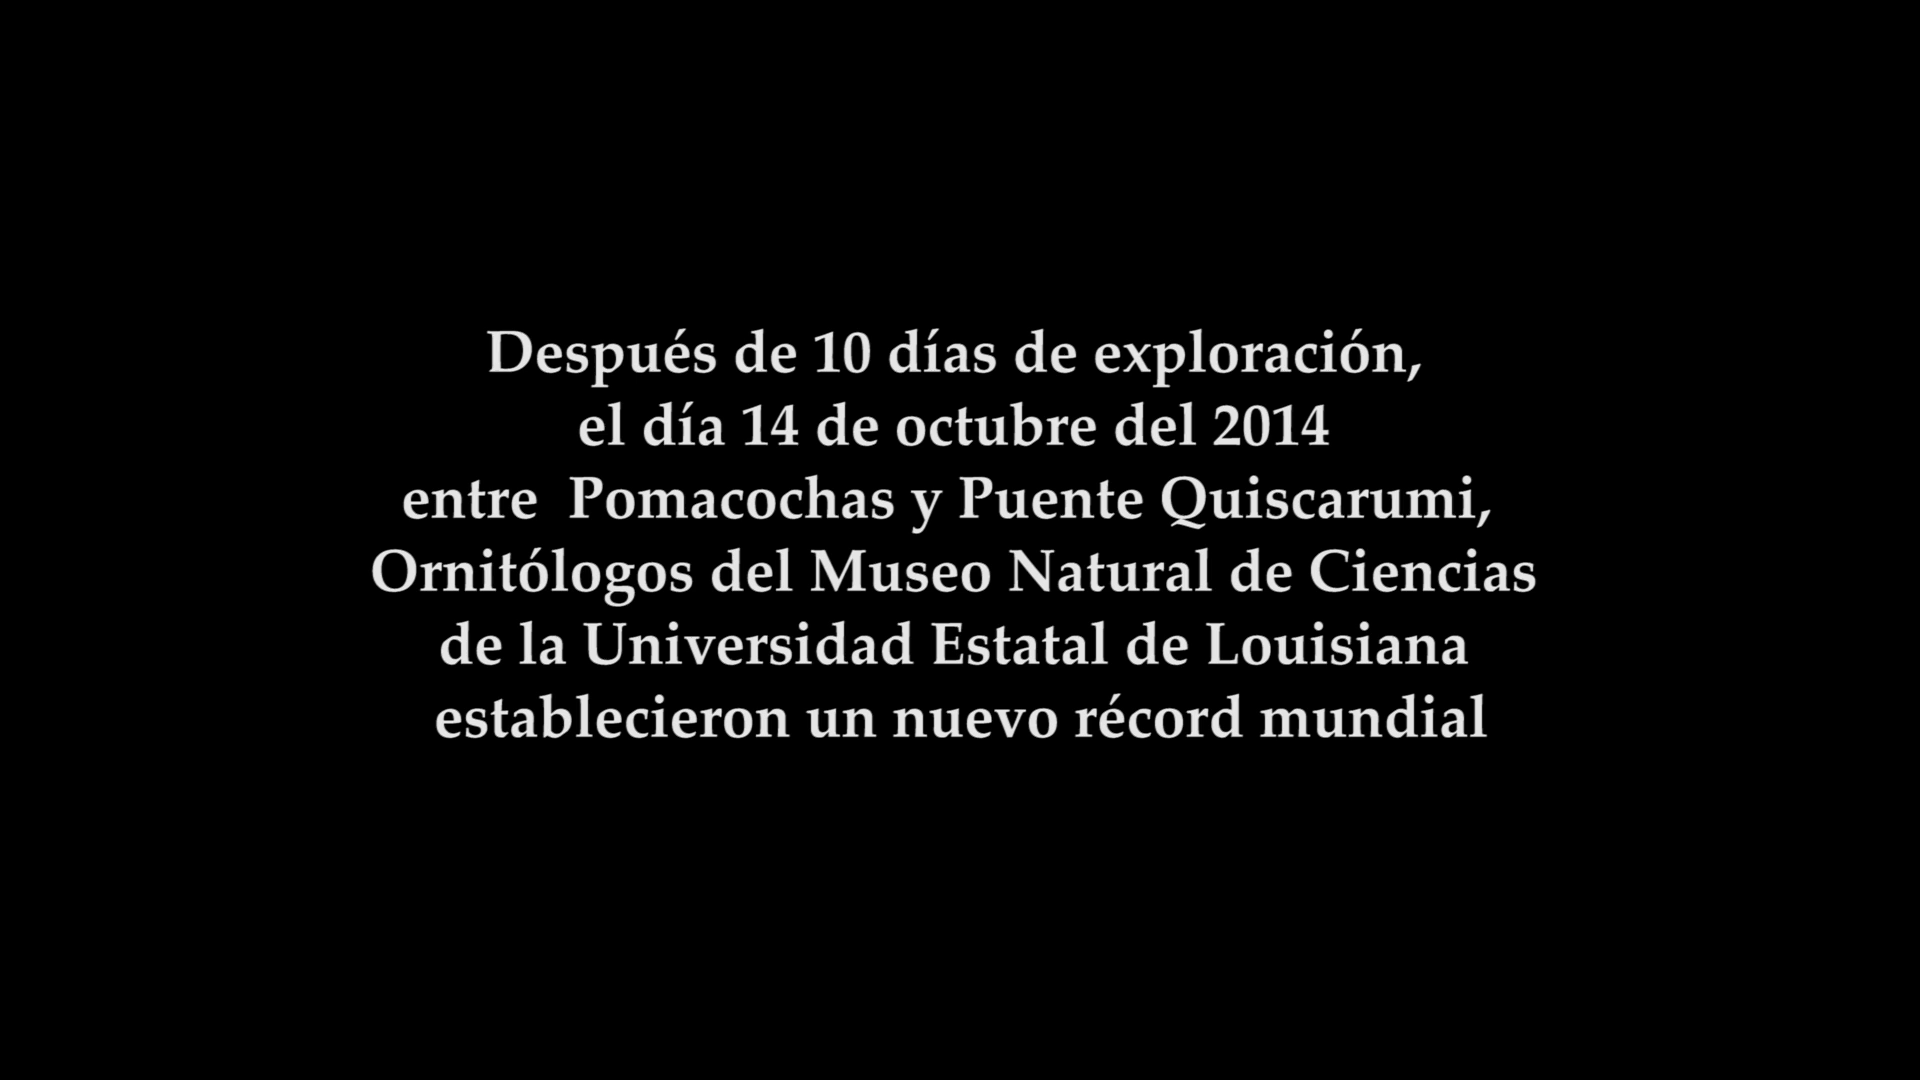 Después de 10 días de exploración,
el día 14 de octubre del 2014
entre  Pomacochas y Puente Quiscarumi,
Ornitólogos del Museo Natural de Ciencias
de la Universidad Estatal de Louisiana
establecieron un nuevo récord mundial